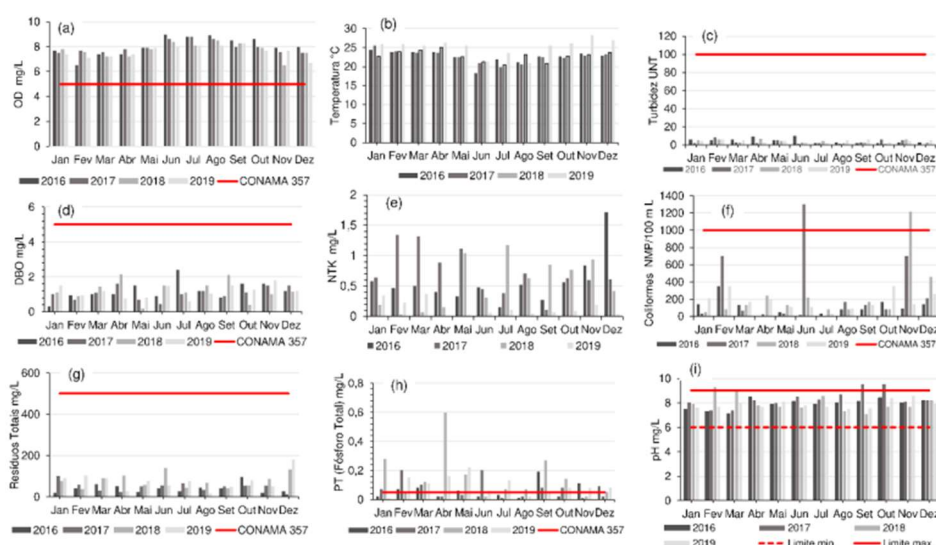 (a)
OD mg/L
10
8
6
4
2
0
Jan Fev Mar Abr Mai Jun Jul Ago Set Out Nov Dez
2016 2017 2018 2019 CONAMA 357
(b)
Temperatura °C
30
25
20
15
10
5
0
Jan Fev Mar Abr Mai Jun Jul Ago Set Out Nov Dez
2016 2017 2018 2019
(c)
Turbidez UNT
120
100
80
60
40
20
0
Jan Fev Mar Abr Mai Jun Jul Ago Set Out Nov Dez
2016 2017 2018 2019 CONAMA 357
(d)
DBO mg/L
6
4
2
0
Jan Fev Mar Abr Mai Jun Jul Ago Set Out Nov Dez
2016 2017 2018 2019 CONAMA 357
(e)
NTK mg/L
2
1,5
1
0,5
0
Jan Fev Mar Abr Mai Jun Jul Ago Set Out Nov Dez
2016 2017
2018 2019
(f)
Coliformes NMP/100 m L
1400
1200
1000
800
600
400
200
0
Jan Fev Mar Abr Mai Jun Jul Ago Set Out Nov Dez
2016 2017 2018 2019 CONAMA 357
(g)
Resíduos Totais mg/L
600
400
200
0
Jan Fev Mar Abr Mai Jun Jul Ago Set Out Nov Dez
2016 2017 2018 2019 CONAMA 357
(h)
PT (Fósforo Total) mg/L
0,8
0,6
0,4
0,2
0
Jan Fev Mar Abr Mai Jun Jul Ago Set Out Nov Dez
2016 2017 2018 2019 CONAMA 357
(i)
pH mg/L
10
8
6
4
2
0
Jan Fev Mar Abr Mai Jun Jul Ago Set Out Nov Dez
2016 2017 2018
2019 Limite min Limite max